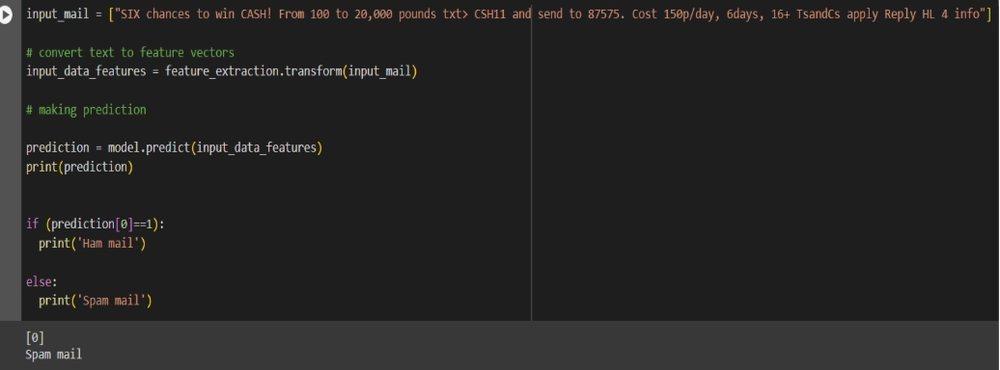 input_mail = ["SIX chances to win CASH! From 100 to 20,000 pounds txt> CSH11 and send to 87575. Cost 150p/day, 6days, 16+ TsandCs apply Reply HL 4 info"]
# convert text to feature vectors
input_data_features = feature_extraction.transform(input_mail)
# making prediction
prediction = model.predict(input_data_features)
print(prediction)
if (prediction[0]==1):
  print('Ham mail')
else:
  print('Spam mail')
[0]
Spam mail